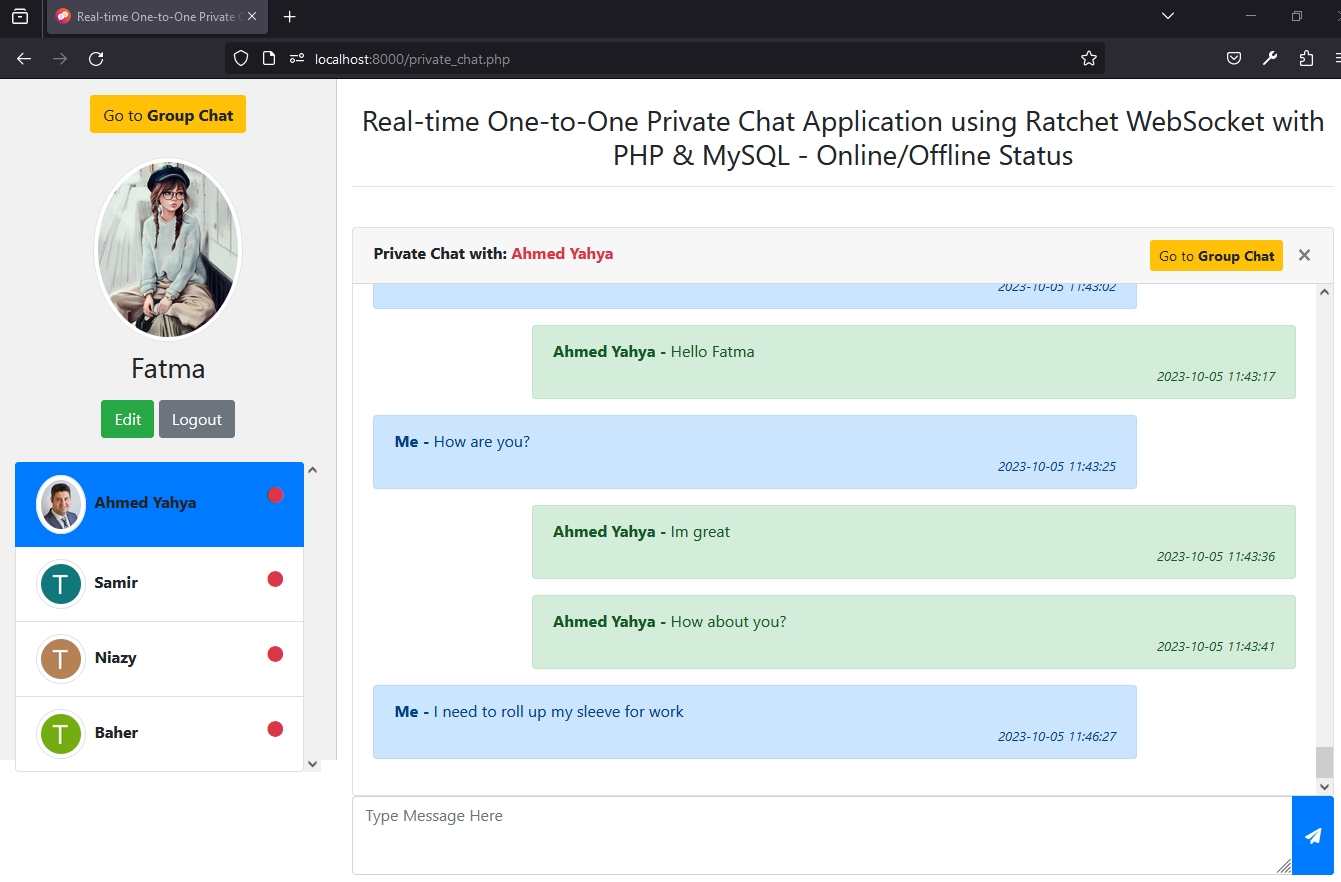 Real-time One-to-One Private C
localhost:8000/private_chat.php
Go to Group Chat
Fatma
Edit
Logout
Ahmed Yahya
T
Samir
T
Niazy
T
Baher
Real-time One-to-One Private Chat Application using Ratchet WebSocket with
PHP & MySQL - Online/Offline Status
Private Chat with: Ahmed Yahya
Go to Group Chat
2023-10-05 11:43:02
Ahmed Yahya - Hello Fatma
2023-10-05 11:43:17
Me - How are you?
2023-10-05 11:43:25
Ahmed Yahya - Im great
2023-10-05 11:43:36
Ahmed Yahya - How about you?
2023-10-05 11:43:41
Me - I need to roll up my sleeve for work
2023-10-05 11:46:27
Type Message Here